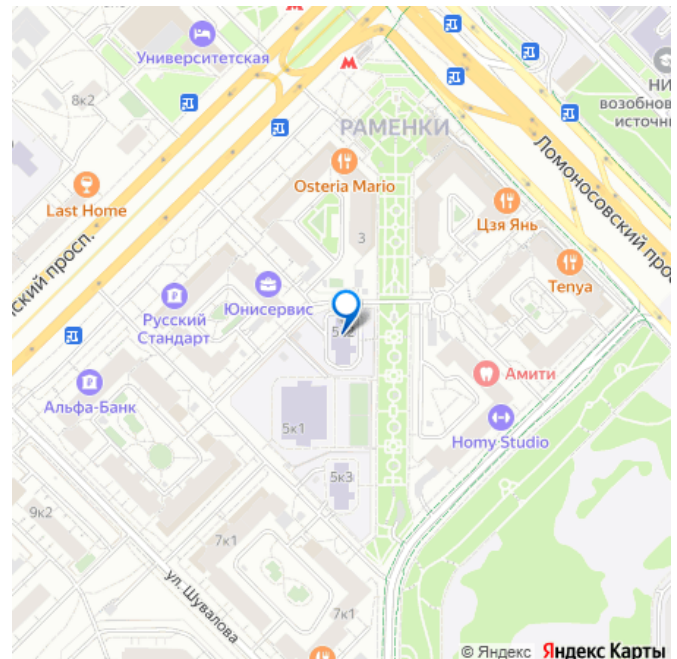 Университетская
8к2
НИ
возобнов
источни
РАМЕНКИ
Ломоносовский прос
Osteria Mario
Last Home
Цзя Янь
ский просп.
3
Tenya
Юнисервис
Русский
Стандарт
5к2
Амити
Альфа-Банк
5к1
Homy Studio
5к3
9к2
7к1
ул. Шувалова
7к1
© Яндекс Яндекс Карты